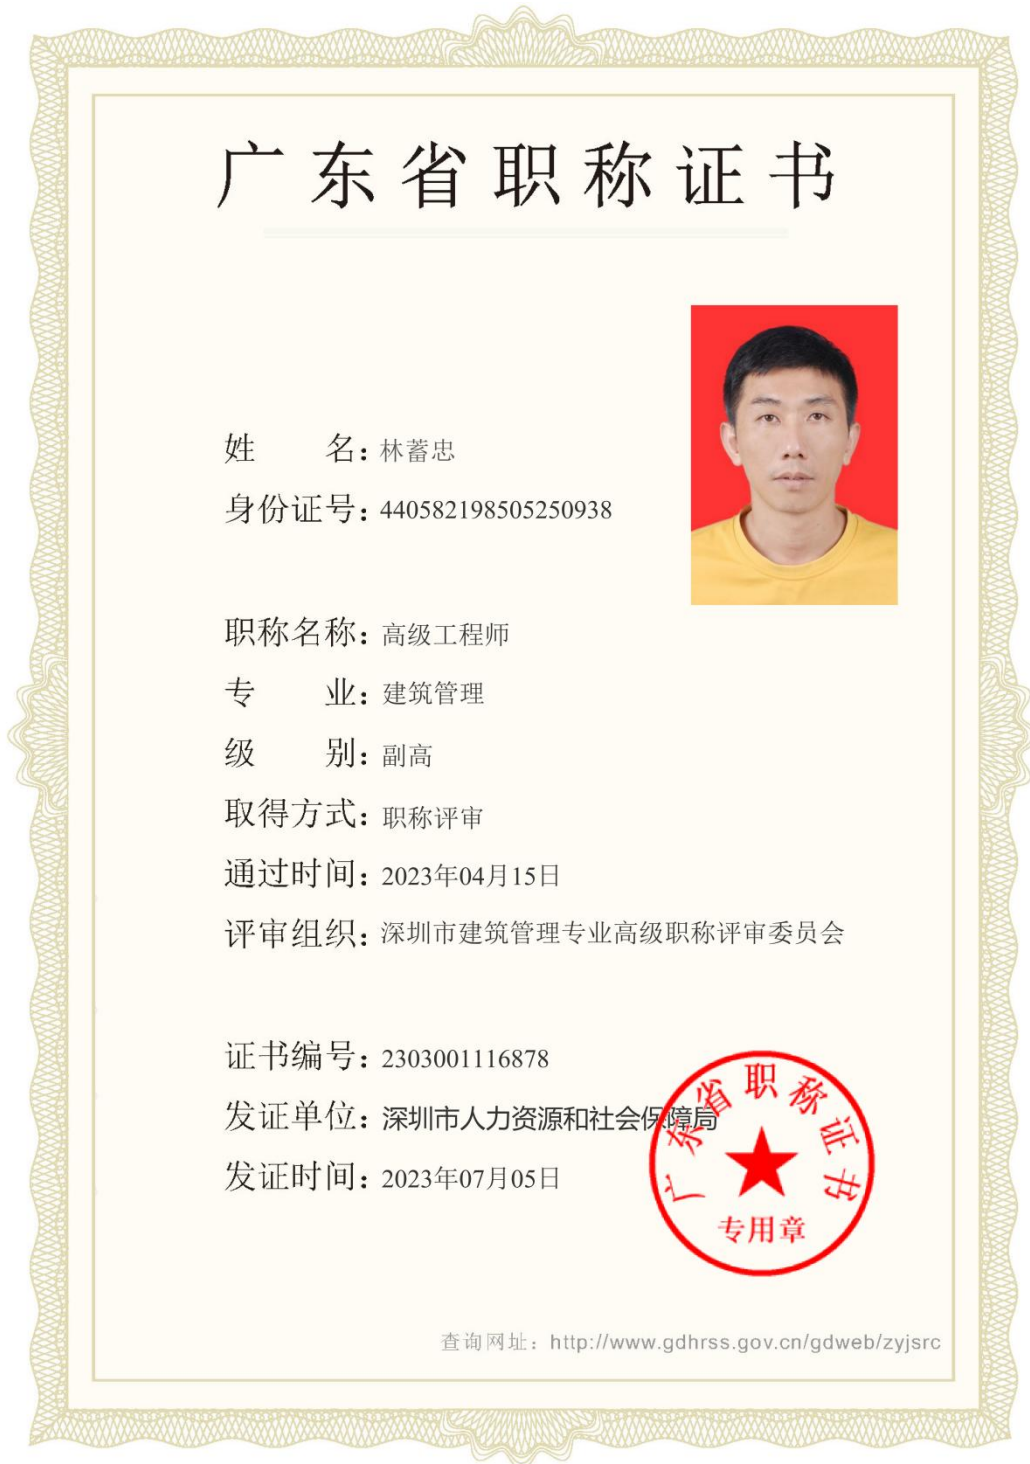 广东省职称证书
姓 名：林蓄忠
身份证号：440582198505250938
职称名称：高级工程师
专 业：建筑管理
级 别：副高
取得方式：职称评审
通过时间：2023年04月15日
评审组织：深圳市建筑管理专业高级职称评审委员会
证书编号：2303001116878
发证单位：深圳市人力资源和社会保障局
发证时间：2023年07月05日
广东省职称证书
专用章
查询网址：http://www.gdhrss.gov.cn/gdweb/zyjsrc